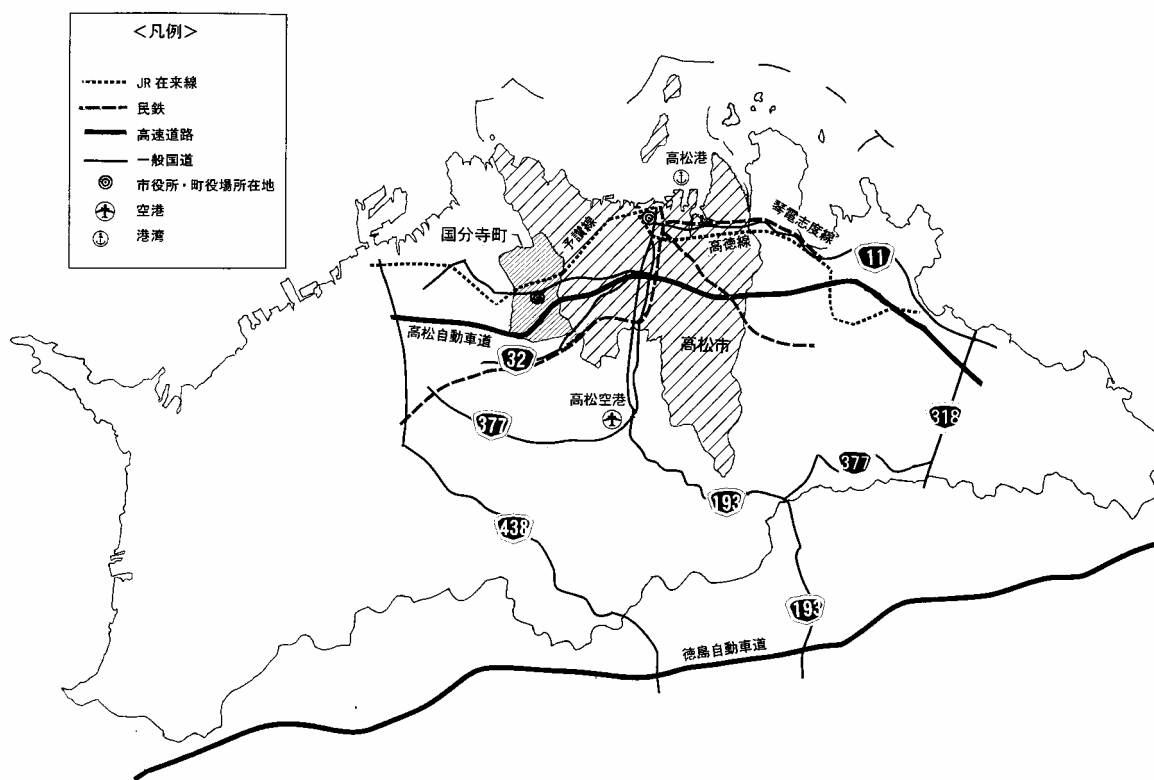 ＜凡例＞
JR在来線
民鉄
高速道路
一般国道
市役所・町役場所在地
空港
港湾
高松港
国分寺町
予讃線
琴電志度線
高徳線
11
高松自動車道
32
高松市
高松空港
377
318
377
193
438
193
徳島自動車道